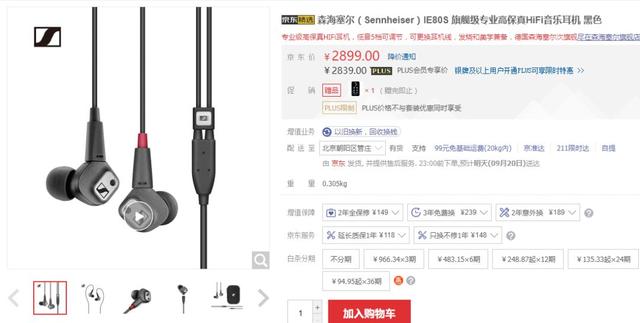 京东精选 森海塞尔（Sennheiser）IE80S 旗舰级专业高保真HiFi音乐耳机 黑色
专业级高保真HIFI耳机，低音5档可调节，可更换耳机线，发烧和美学兼备，德国森海塞尔尔沙旗舰尽在森海塞尔旗舰店
京 东 价 ￥2899.00 降价通知
￥2839.00 PLUS PLUS会员专享价 银牌及以上用户开通PLUS可享限时特惠 >>
促 销 赠品 × 1 （赠完即止）
PLUS限制 PLUS价格不与套装优惠同时享受
增值业务 以旧换新，回收换钱
配 送 至 北京朝阳区管庄 有货 支持 99元免基础运费(20kg内) 京准达 211限时达 自提
由 京东 发货, 并提供售后服务. 23:00前下单,预计明天(09月20日)送达
重 量 0.305kg
增值保障 2年全保修 ￥149 3年免费换 ￥239 2年意外换 ￥189 ?
京东服务 延长质保1年 ￥118 只换不修1年 ￥148 ?
白条分期 不分期 ￥966.34×3期 ￥483.15×6期 ￥248.87起×12期 ￥135.33起×24期
￥94.95起×36期 惠 ?
1 + - 加入购物车